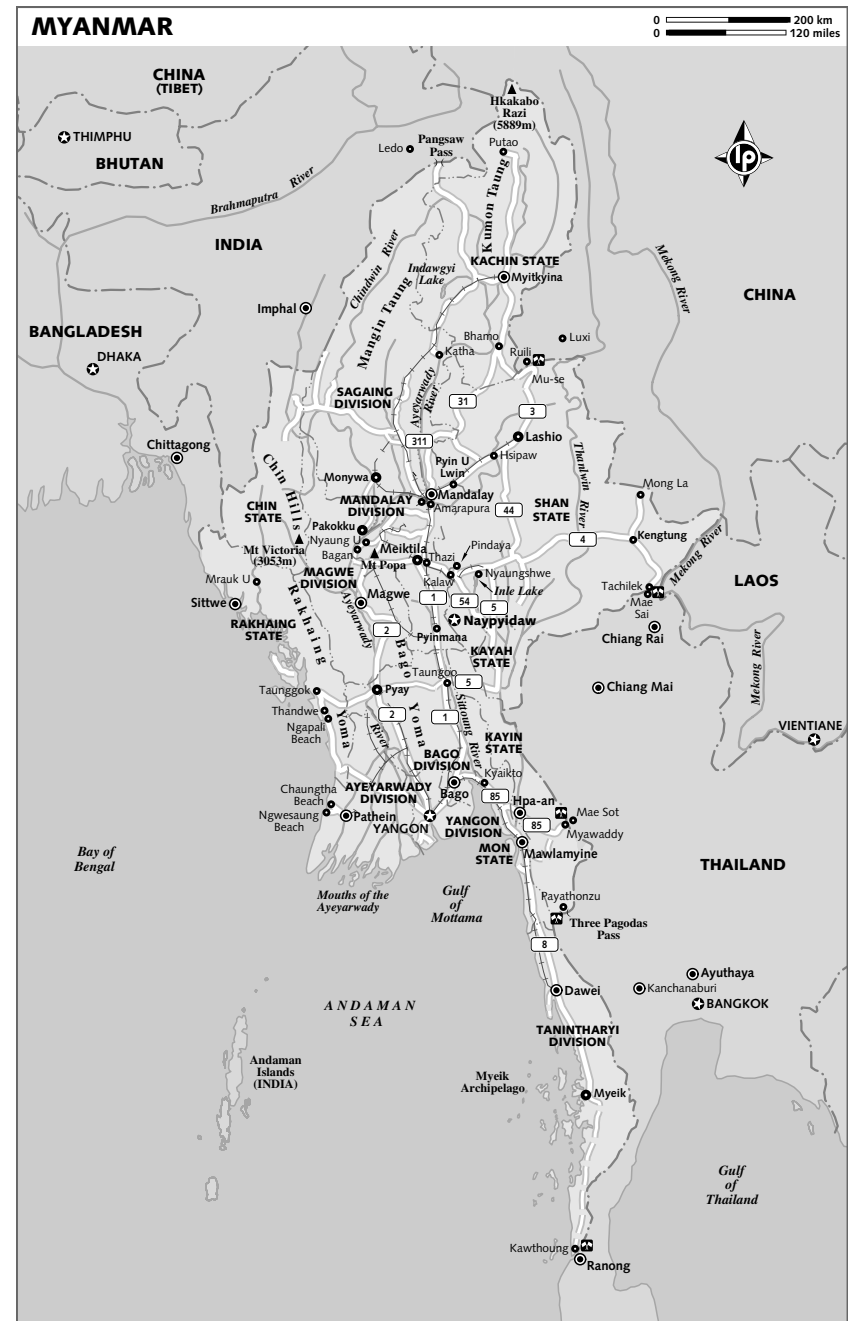 MYANMAR
0 200 km
0 120 miles
CHINA
(TIBET)
Hkakabo
Razi
(5889m)
THIMPHU
BHUTAN
Ledo
Pangsaw
Pass
Putao
lp
Brahmaputra River
Kumon Taung
INDIA
Chindwin River
Indawgyi
Lake
KACHIN STATE
Myitkyina
Mekong River
CHINA
Mangin Taung
Imphal
BANGLADESH
DHAKA
Bhamo
Luxi
Katha
Ruili
Mu-se
SAGAING
DIVISION
Ayeyarwady
River
31
3
311
Lashio
Chittagong
Chin Hills
Pyin U
Lwin
Hsipaw
Thanlwin River
Monywa
Mandalay
Mong La
CHIN
STATE
MANDALAY
DIVISION
Amarapura
SHAN
STATE
44
Pakokku
Nyaung U
Bagan
Mt Victoria
(3053m)
Meiktila
Mt Popa
Thazi
Pindaya
4
Kengtung
Mekong River
MAGWE
DIVISION
Kalaw
Nyaungshwe
Inle Lake
LAOS
Mrauk U
Tachilek
Mae
Sai
Sittwe
Magwe
1
54
5
RAKHAING
STATE
Rakhaing
Yoma
Ayeyarwady
River
2
Naypyidaw
Pyinmana
Chiang Rai
KAYAH
STATE
Mekong River
Bago
Yoma
Taungoo
5
Chiang Mai
Taunggok
Pyay
Thandwe
Ngapali
Beach
2
1
Sittoung River
VIENTIANE
KAYIN
STATE
BAGO
DIVISION
Kyaikto
Chaungtha
Beach
AYEYARWADY
DIVISION
Bago
85
Hpa-an
Mae Sot
Ngwesaung
Beach
Pathein
YANGON
YANGON
DIVISION
85
Myawaddy
MON
STATE
Mawlamyine
Bay of
Bengal
THAILAND
Mouths of the
Ayeyarwady
Gulf
of
Mottama
Payathonzu
Three Pagodas
Pass
8
Ayuthaya
Dawei
Kanchanaburi
BANGKOK
ANDAMAN
SEA
TANINTHARYI
DIVISION
Andaman
Islands
(INDIA)
Myeik
Archipelago
Myeik
Gulf
of
Thailand
Kawthoung
Ranong